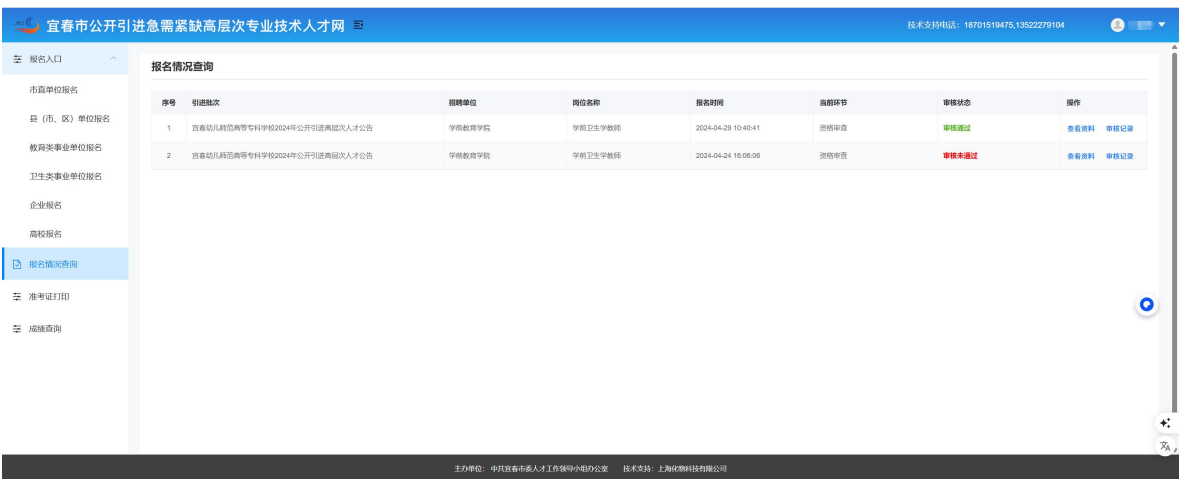 宜春市公开引进急需紧缺高层次专业技术人才网
技术支持电话：18701519475,13522279104
报名入口
市直单位报名
县（市、区）单位报名
教育类事业单位报名
卫生类事业单位报名
企业报名
高校报名
报名情况查询
准考证打印
成绩查询
报名情况查询
序号 引进批次 招聘单位 岗位名称 报名时间 当前环节 审核状态 操作
1 宜春幼儿师范高等专科学校2024年公开引进高层次人才公告 学前教育学院 学前卫生学教师 2024-04-29 10:40:41 资格审查 审核通过 查看资料 审核记录
2 宜春幼儿师范高等专科学校2024年公开引进高层次人才公告 学前教育学院 学前卫生学教师 2024-04-24 16:06:06 资格审查 审核未通过 查看资料 审核记录
主办单位：中共宜春市委人才工作领导小组办公室 技术支持：上海化物科技有限公司